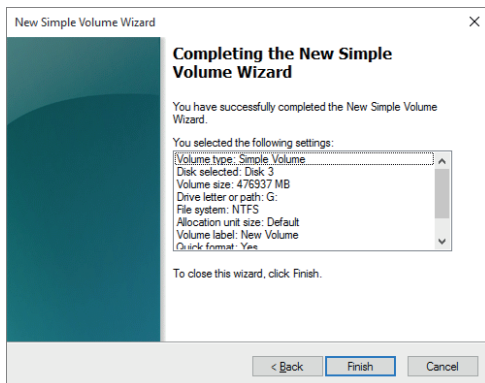 New Simple Volume Wizard
Completing the New Simple
Volume Wizard
You have successfully completed the New Simple Volume
Wizard.
You selected the following settings:
Volume type: Simple Volume
Disk selected: Disk 3
Volume size: 476937 MB
Drive letter or path: G:
File system: NTFS
Allocation unit size: Default
Volume label: New Volume
Quick format: Yes
To close this wizard, click Finish.
< Back
Finish
Cancel